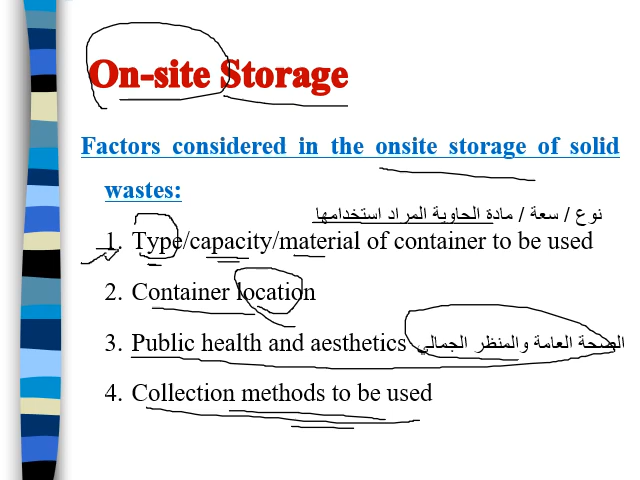 On-site Storage
Factors considered in the onsite storage of solid
wastes:
نوع / سعة / مادة الحاوية المراد استخدامها
1. Type/capacity/material of container to be used
2. Container location
3. Public health and aesthetics الصحة العامة والمنظر الجمالي
4. Collection methods to be used